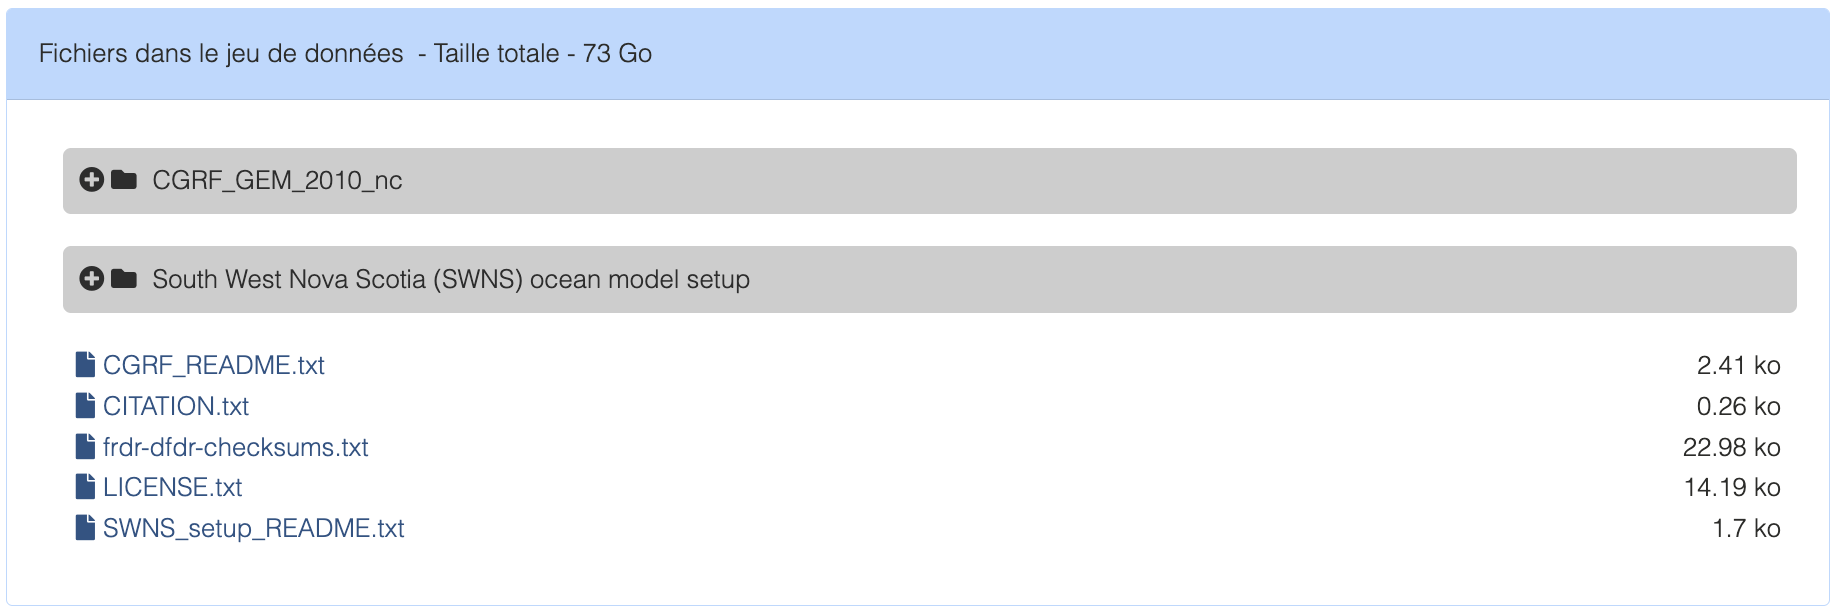 Fichiers dans le jeu de données - Taille totale - 73 Go
CGRF_GEM_2010_nc
South West Nova Scotia (SWNS) ocean model setup
CGRF_README.txt 2.41 ko
CITATION.txt 0.26 ko
frdr-dfdr-checksums.txt 22.98 ko
LICENSE.txt 14.19 ko
SWNS_setup_README.txt 1.7 ko